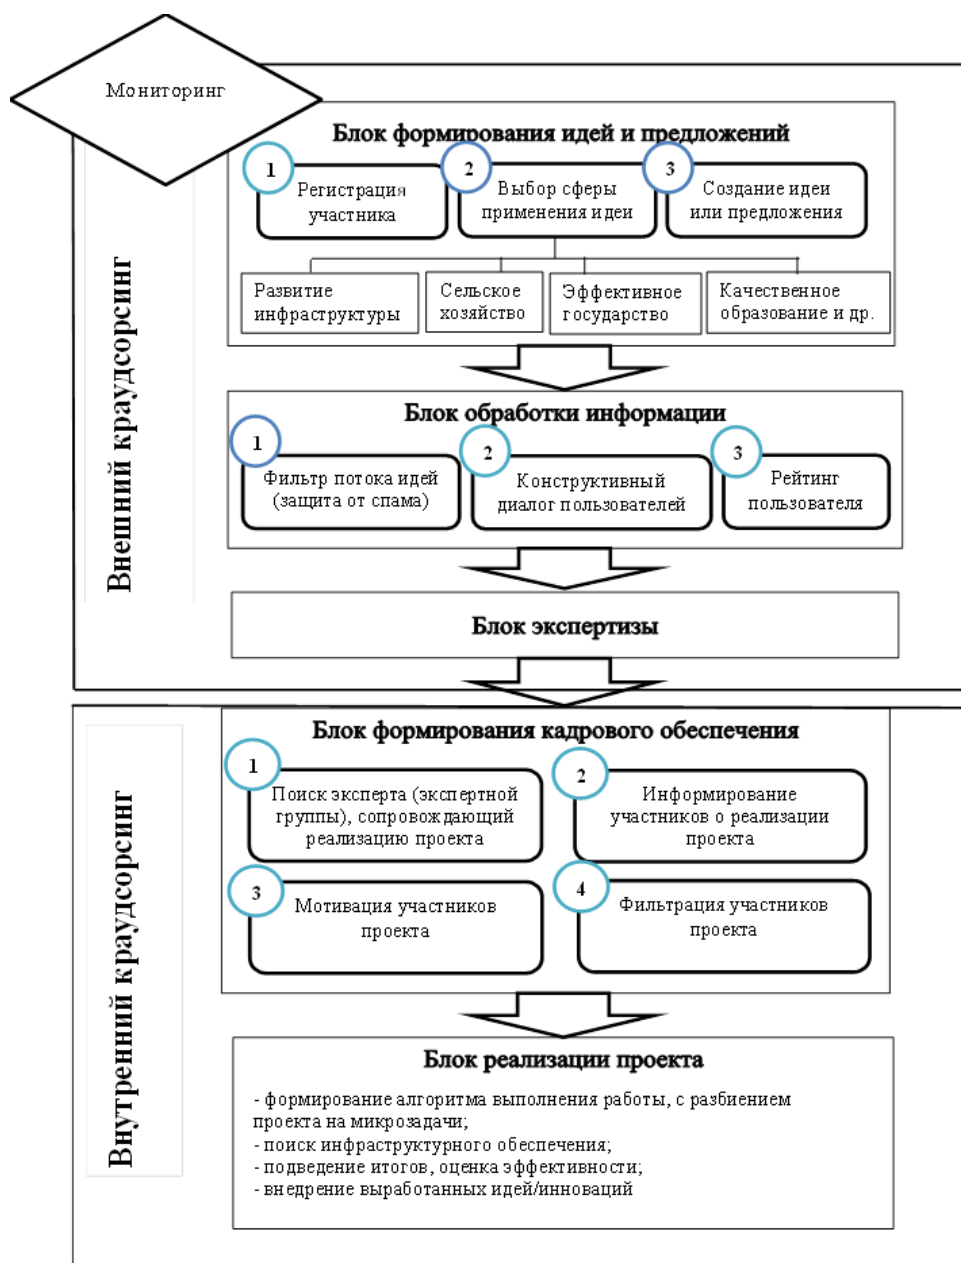 Мониторинг
Внешний краудсорсинг
Блок формирования идей и предложений
1
Регистрация
участника
2
Выбор сферы
применения идеи
3
Создание идеи
или предложения
Развитие
инфраструктуры
Сельское
хозяйство
Эффективное
государство
Качественное
образование и др.
Блок обработки информации
1
Фильтр потока идей
(защита от спама)
2
Конструктивный
диалог пользователей
3
Рейтинг
пользователя
Блок экспертизы
Внутренний краудсорсинг
Блок формирования кадрового обеспечения
1
Поиск эксперта (экспертной
группы), сопровождающий
реализацию проекта
2
Информирование
участников о реализации
проекта
3
Мотивация участников
проекта
4
Фильтрация участников
проекта
Блок реализации проекта
- формирование алгоритма выполнения работы, с разбиением
проекта на микрозадачи;
- поиск инфраструктурного обеспечения;
- подведение итогов, оценка эффективности;
- внедрение выработанных идей/инноваций